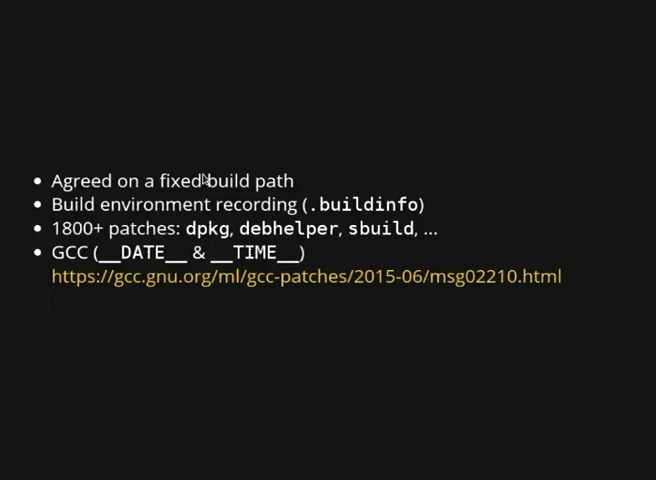 • Agreed on a fixed build path
• Build environment recording (.buildinfo)
• 1800+ patches: dpkg, debhelper, sbuild, ...
• GCC (__DATE__ & __TIME__)
https://gcc.gnu.org/ml/gcc-patches/2015-06/msg02210.html